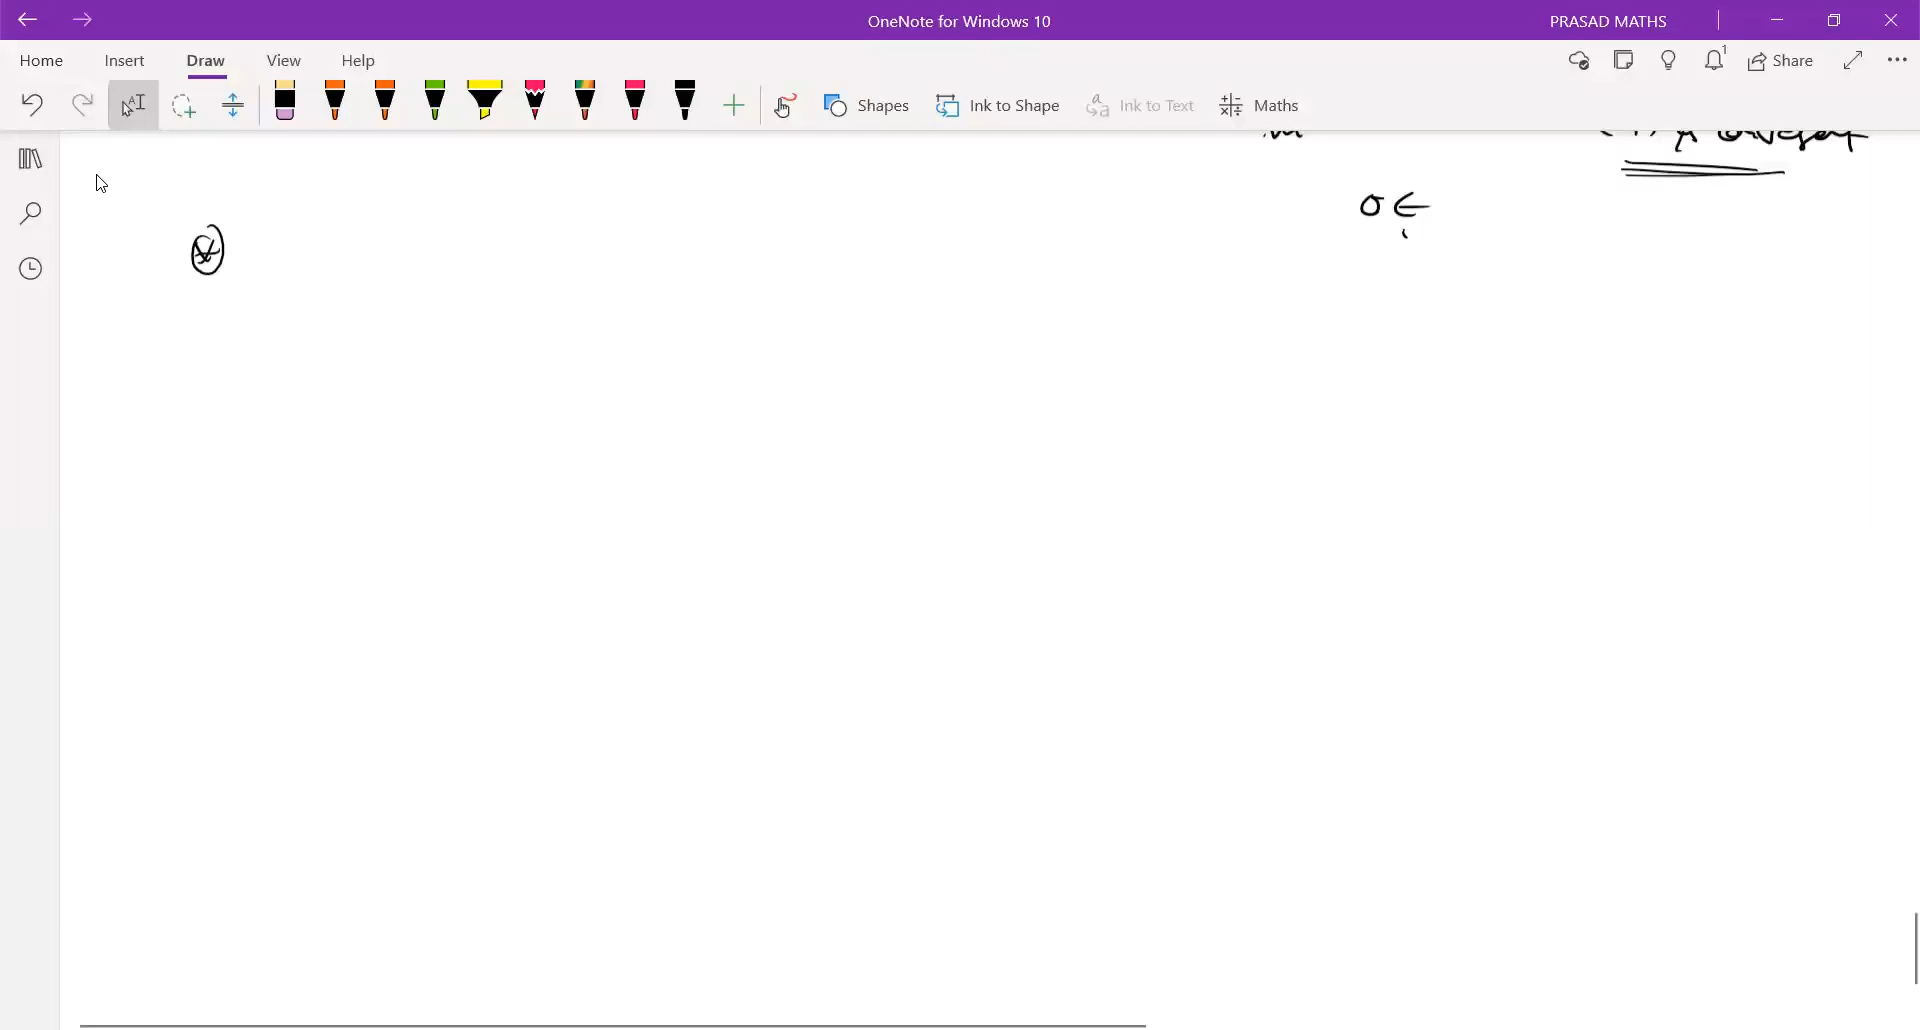 OneNote for Windows 10
PRASAD MATHS
Home Insert Draw View Help
1
Share
Shapes
Ink to Shape
Ink to Text
Maths